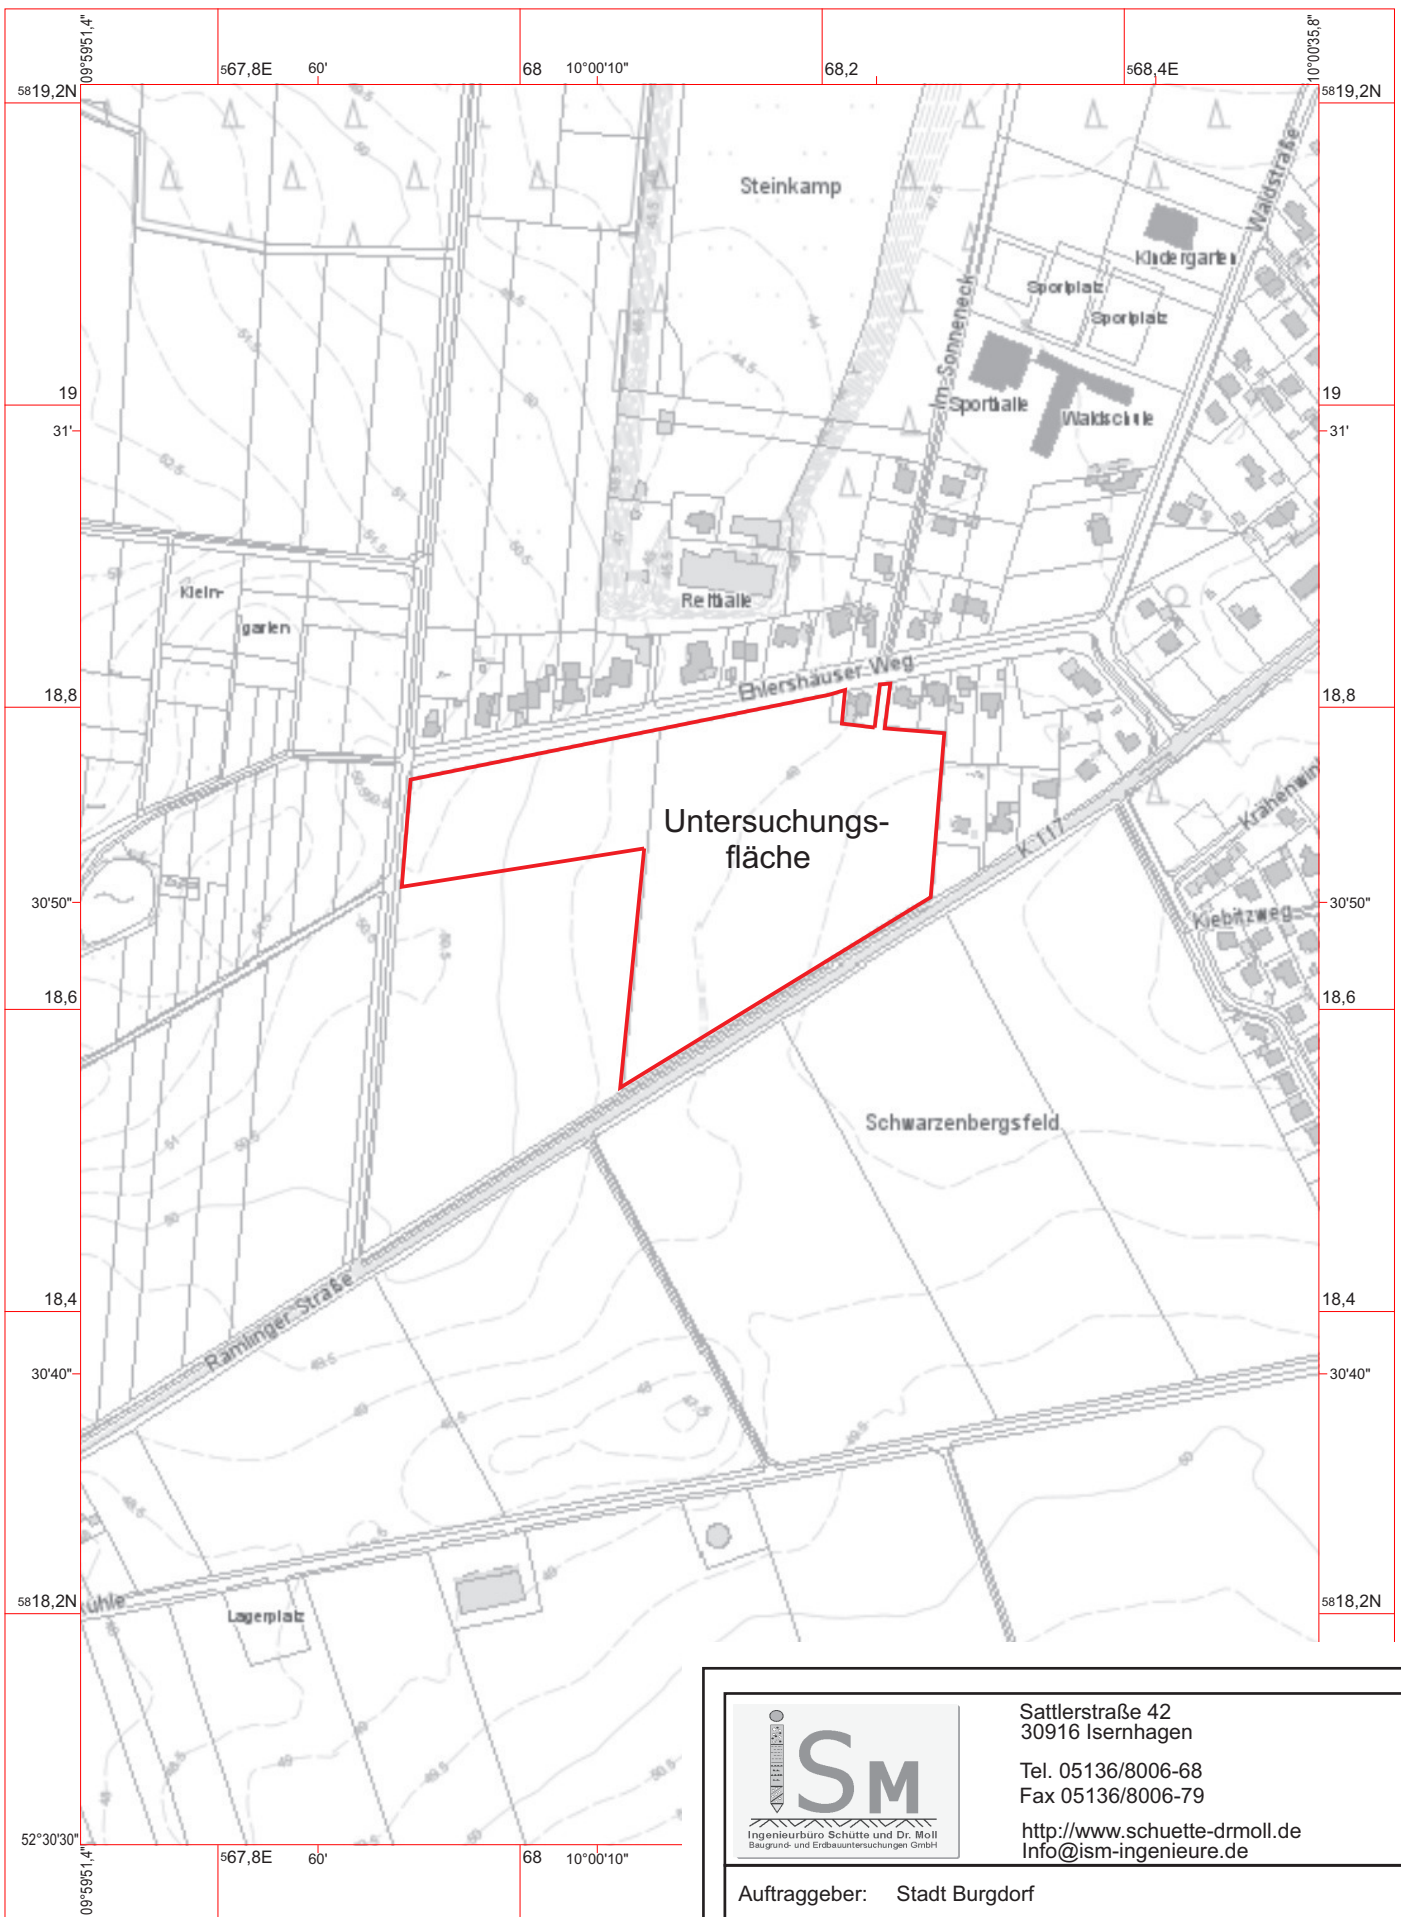 09°59'51,4"
567,8E
60'
68
10°00'10"
68,2
568,4E
10°00'35,8"
5819,2N
5819,2N
Steinkamp
Waldstraße
Kindergarten
Sportplatz
Sportplatz
Im Sonneneck
Sporthalle
Waldschule
19
19
31'
31'
Klein-
garten
Reithalle
Ehlershäuser Weg
18,8
18,8
Untersuchungs-
fläche
K 117
Kiebitzweg
30'50"
30'50"
18,6
18,6
Schwarzenbergsfeld
Ramlinger Straße
18,4
18,4
30'40"
30'40"
5818,2N
5818,2N
Lagerplatz
52°30'30"
09°59'51,4"
567,8E
60'
68
10°00'10"
iSM
Ingenieurbüro Schütte und Dr. Moll
Baugrund- und Erdbauuntersuchungen GmbH
Sattlerstraße 42
30916 Isernhagen
Tel. 05136/8006-68
Fax 05136/8006-79
http://www.schuette-drmoll.de
Info@ism-ingenieure.de
Auftraggeber: Stadt Burgdorf